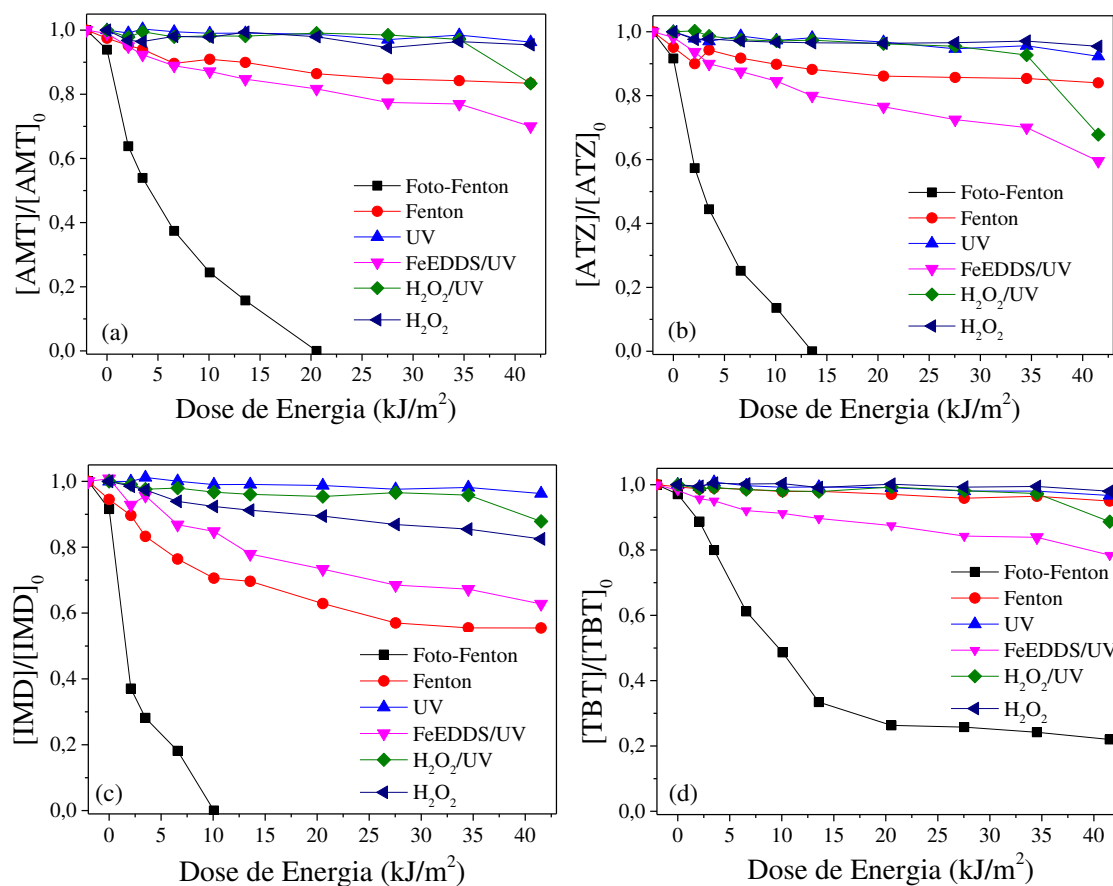 [AMT]/[AMT]₀
1,0
0,8
0,6
0,4
0,2
0,0
Foto-Fenton
Fenton
UV
FeEDDS/UV
H₂O₂/UV
H₂O₂
(a)
0 5 10 15 20 25 30 35 40
Dose de Energia (kJ/m²)
[ATZ]/[ATZ]₀
1,0
0,8
0,6
0,4
0,2
0,0
Foto-Fenton
Fenton
UV
FeEDDS/UV
H₂O₂/UV
H₂O₂
(b)
0 5 10 15 20 25 30 35 40
Dose de Energia (kJ/m²)
[IMD]/[IMD]₀
1,0
0,8
0,6
0,4
0,2
0,0
Foto-Fenton
Fenton
UV
FeEDDS/UV
H₂O₂/UV
H₂O₂
(c)
0 5 10 15 20 25 30 35 40
Dose de Energia (kJ/m²)
[TBT]/[TBT]₀
1,0
0,8
0,6
0,4
0,2
0,0
Foto-Fenton
Fenton
UV
FeEDDS/UV
H₂O₂/UV
H₂O₂
(d)
0 5 10 15 20 25 30 35 40
Dose de Energia (kJ/m²)